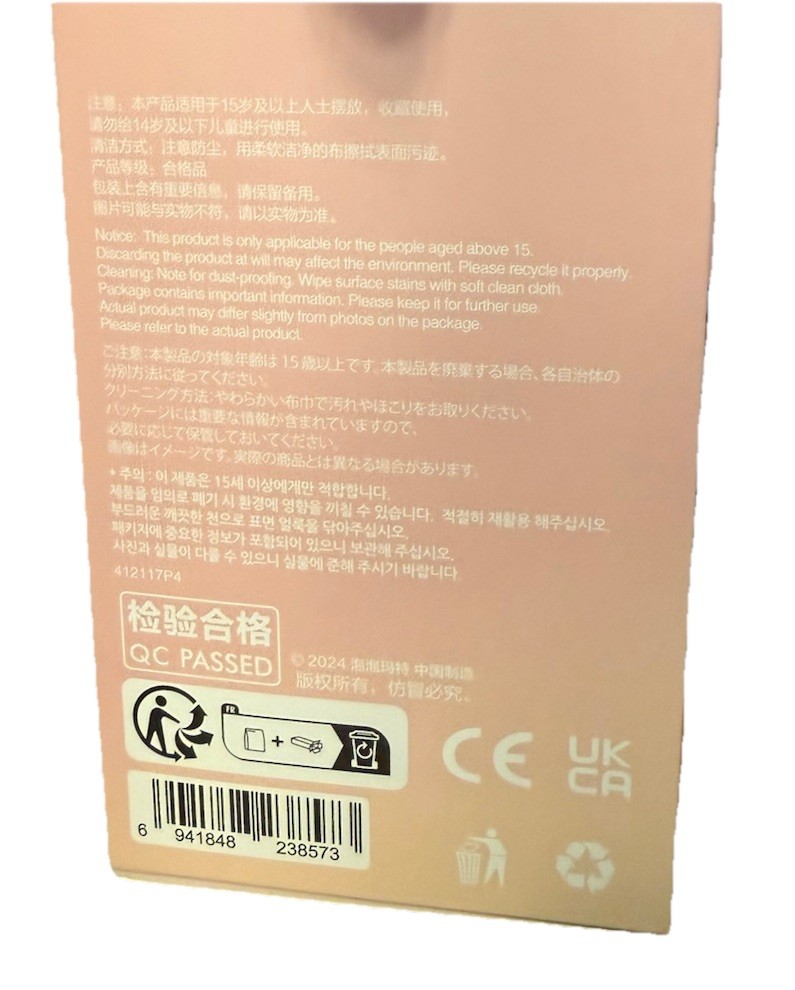 注意：本产品适用于15岁及以上人士摆放，收藏使用，
请勿给14岁及以下儿童进行使用。
清洁方式：注意防尘，用柔软洁净的布擦拭表面污迹。
产品等级：合格品
包装上含有重要信息，请保留备用。
图片可能与实物不符，请以实物为准。
Notice: This product is only applicable for the people aged above 15.
Discarding the product at will may affect the environment. Please recycle it properly.
Cleaning: Note for dust-proofing. Wipe surface stains with soft clean cloth.
Package contains important information. Please keep it for further use.
Actual product may differ slightly from photos on the package.
Please refer to the actual product.
ご注意：本製品の対象年齢は 15 歳以上です。本製品を廃棄する場合、各自治体の
分別方法に従ってください。
クリーニング方法：やわらかい布巾で汚れやほこりをお取りください。
パッケージには重要な情報が含まれていますので、
必要に応じて保管しておいてください。
画像はイメージです。実際の商品とは異なる場合があります。
* 주의 : 이 제품은 15세 이상에게만 적합합니다.
제품을 임의로 폐기 시 환경에 영향을 끼칠 수 있습니다. 적절히 재활용 해주십시오.
부드러운 깨끗한 천으로 표면 얼룩을 닦아주십시오.
패키지에 중요한 정보가 포함되어 있으니 보관해 주십시오.
사진과 실물이 다를 수 있으니 실물에 준해 주시기 바랍니다.
412117P4
检验合格
QC PASSED
© 2024 泡泡玛特 中国制造
版权所有，仿冒必究。
FR
CE
UK
CA
6 941848 238573